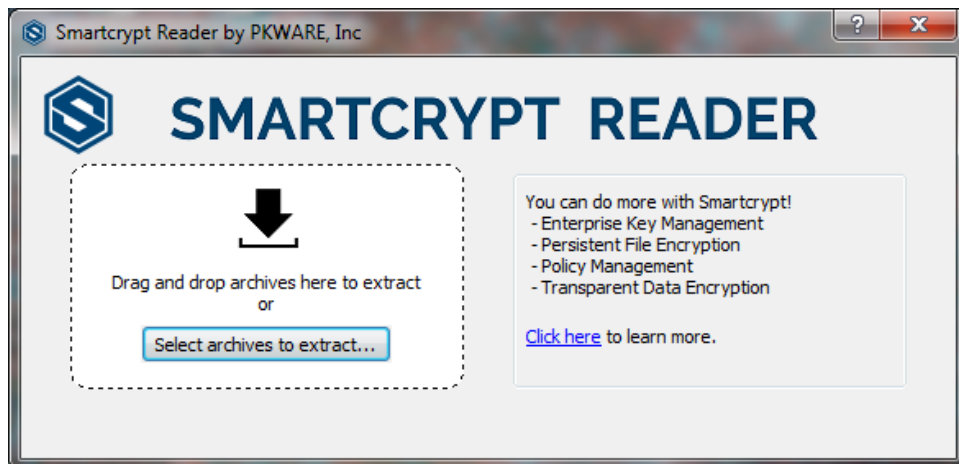 Smartcrypt Reader by PKWARE, Inc
SMARTCRYPT READER
Drag and drop archives here to extract
or
Select archives to extract...
You can do more with Smartcrypt!
- Enterprise Key Management
- Persistent File Encryption
- Policy Management
- Transparent Data Encryption
Click here to learn more.